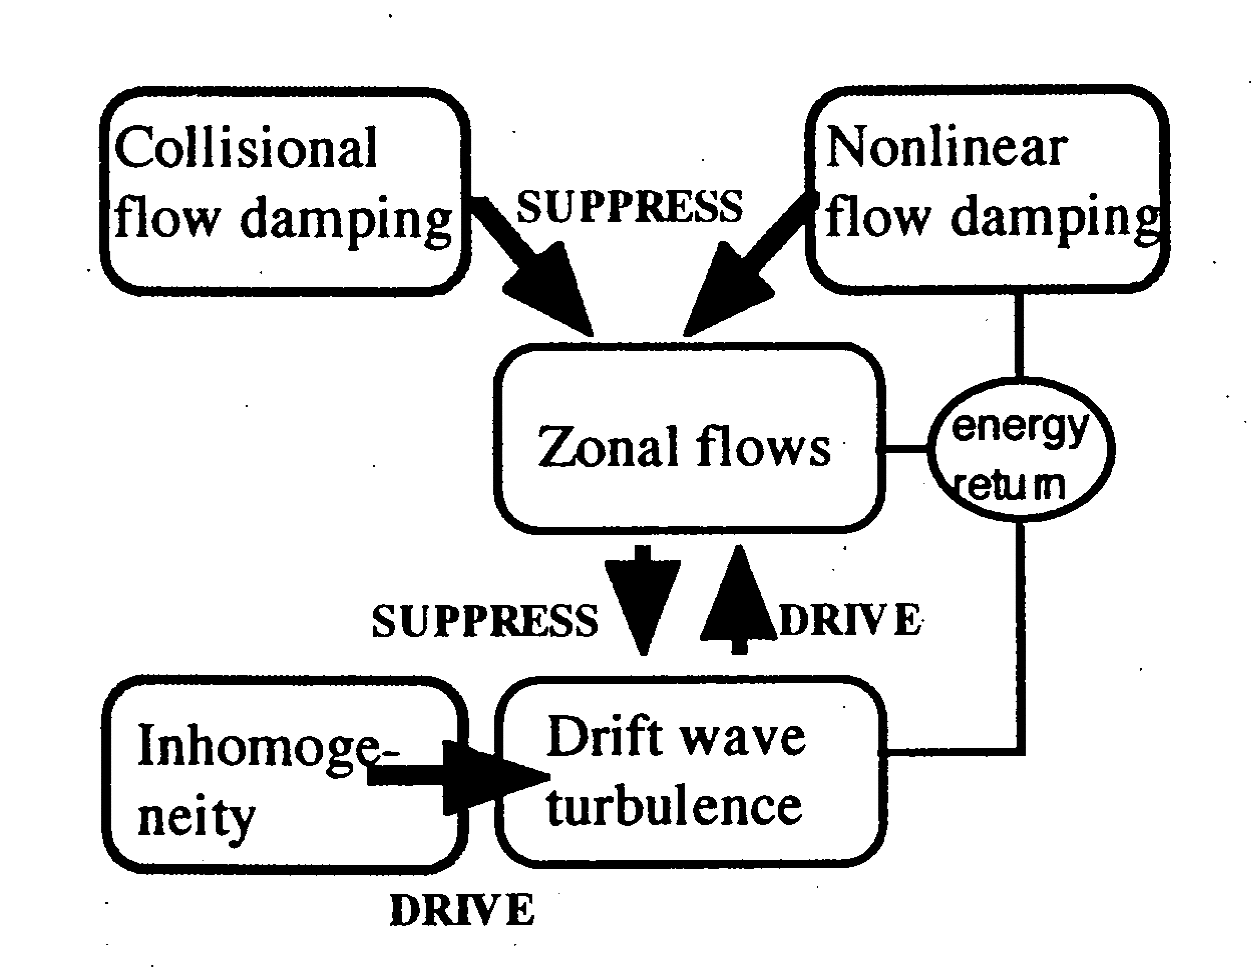 Collisional
flow damping
SUPPRESS
Nonlinear
flow damping
Zonal flows
energy
return
SUPPRESS
DRIVE
Inhomoge-
neity
Drift wave
turbulence
DRIVE